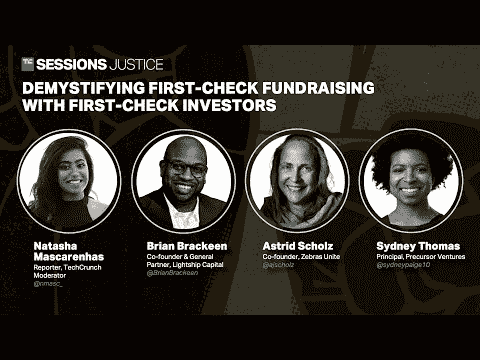 TC SESSIONS JUSTICE
DEMYSTIFYING FIRST-CHECK FUNDRAISING
WITH FIRST-CHECK INVESTORS
Natasha
Mascarenhas
Reporter, TechCrunch
Moderator
@nmasc_
Brian Brackeen
Co-founder & General
Partner, Lightship Capital
@BrianBrackeen
Astrid Scholz
Co-founder, Zebras Unite
@ajscholz
Sydney Thomas
Principal, Precursor Ventures
@sydneypaige10